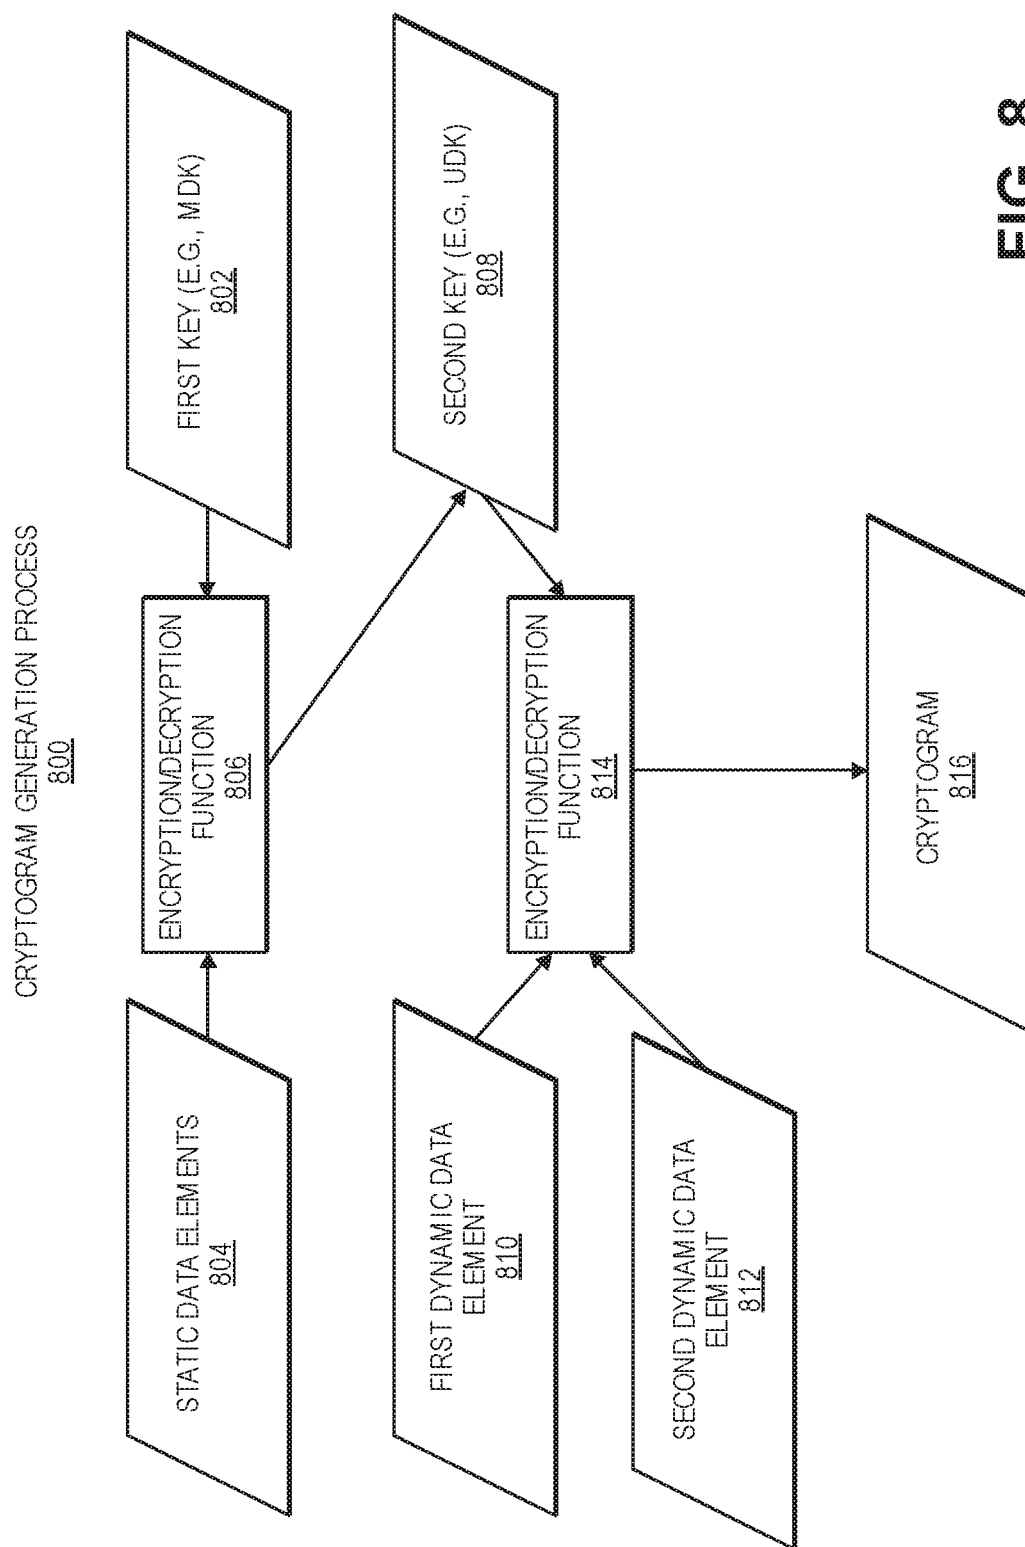 CRYPTOGRAM GENERATION PROCESS
800
STATIC DATA ELEMENTS
804
ENCRYPTION/DECRYPTION
FUNCTION
806
FIRST KEY (E.G., MDK)
802
FIRST DYNAMIC DATA
ELEMENT
810
SECOND KEY (E.G., UDK)
808
ENCRYPTION/DECRYPTION
FUNCTION
814
SECOND DYNAMIC DATA
ELEMENT
812
CRYPTOGRAM
816
FIG. 8